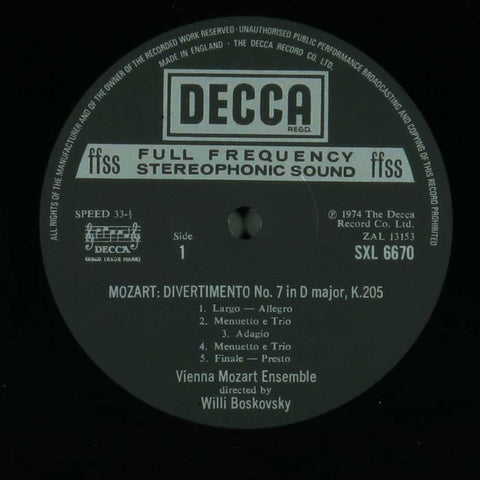 ALL RIGHTS OF THE MANUFACTURER AND OF THE OWNER OF THE RECORDED WORK RESERVED · UNAUTHORISED PUBLIC PERFORMANCE BROADCASTING AND COPYING OF THIS RECORD PROHIBITED
MADE IN ENGLAND · THE DECCA RECORD CO. LTD.
DECCA
REGD.
ffss FULL FREQUENCY STEREOPHONIC SOUND ffss
SPEED 33⅓
DECCA
Side
1
℗ 1974 The Decca
Record Co. Ltd.
ZAL 13153
SXL 6670
MOZART: DIVERTIMENTO No. 7 in D major, K.205
1. Largo — Allegro
2. Menuetto e Trio
3. Adagio
4. Menuetto e Trio
5. Finale — Presto
Vienna Mozart Ensemble
directed by
Willi Boskovsky